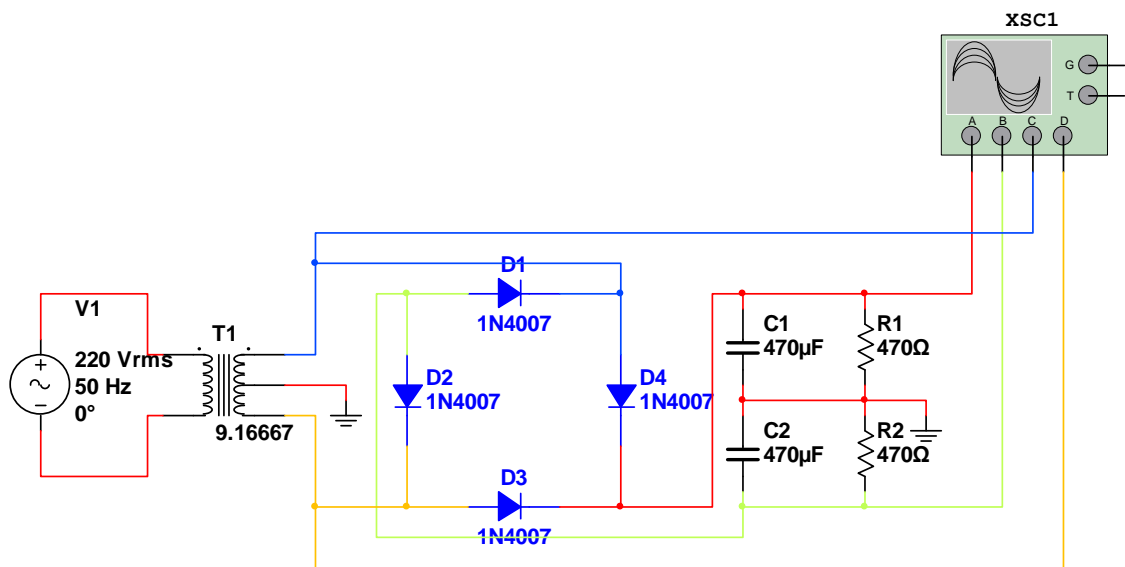 XSC1
G
T
A B C D
D1
1N4007
V1
T1
220 Vrms
50 Hz
0°
9.16667
D2
1N4007
D4
1N4007
C1
470µF
R1
470Ω
C2
470µF
R2
470Ω
D3
1N4007